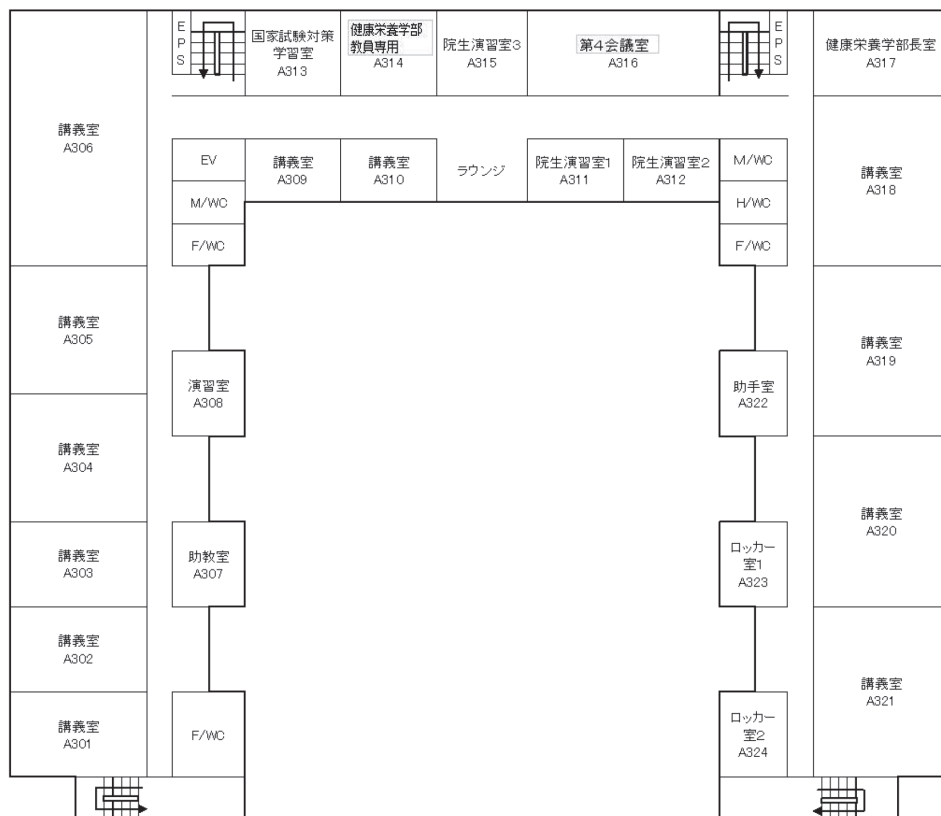 E
P
S
国家試験対策
学習室
A313
健康栄養学部
教員専用
A314
院生演習室3
A315
第4会議室
A316
E
P
S
健康栄養学部長室
A317
講義室
A306
EV
M/WC
F/WC
講義室
A309
講義室
A310
ラウンジ
院生演習室1
A311
院生演習室2
A312
M/WC
H/WC
F/WC
講義室
A318
講義室
A305
演習室
A308
助手室
A322
講義室
A319
講義室
A304
講義室
A303
助教室
A307
ロッカー
室1
A323
講義室
A320
講義室
A302
講義室
A301
F/WC
ロッカー
室2
A324
講義室
A321